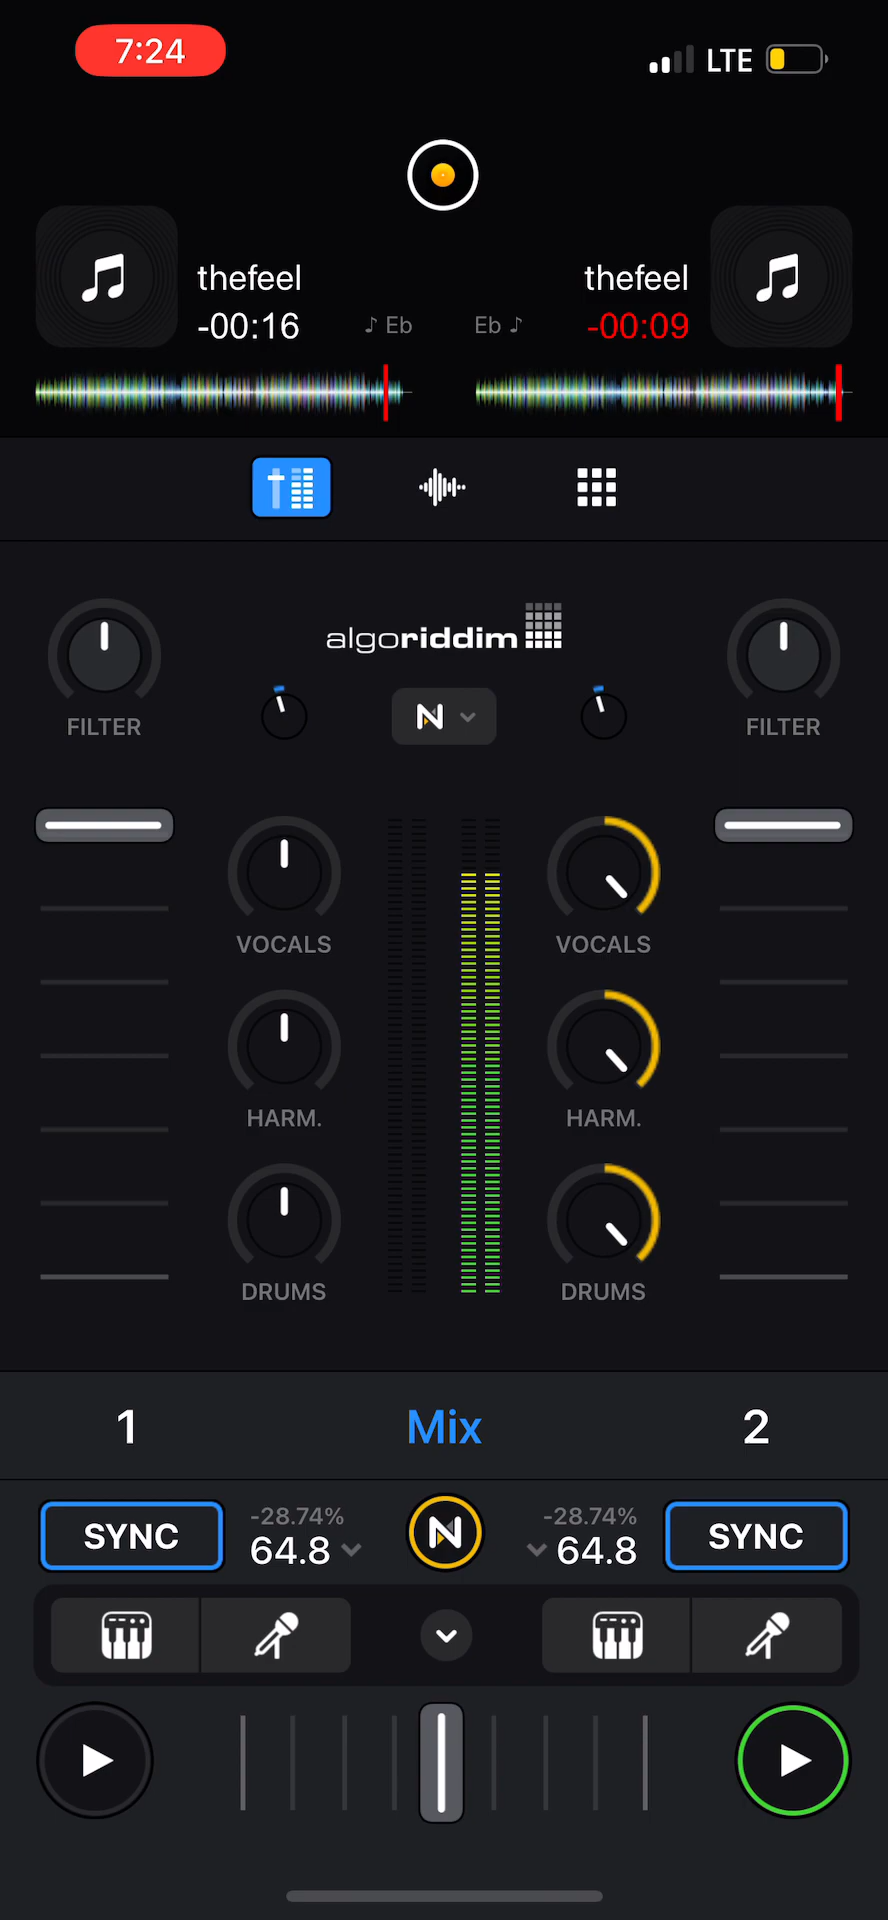 7:24
LTE
thefeel
-00:16
♪ Eb
Eb ♪
thefeel
-00:09
algoriddim
FILTER
FILTER
VOCALS
VOCALS
HARM.
HARM.
DRUMS
DRUMS
1
Mix
2
SYNC
-28.74%
64.8
N
-28.74%
64.8
SYNC